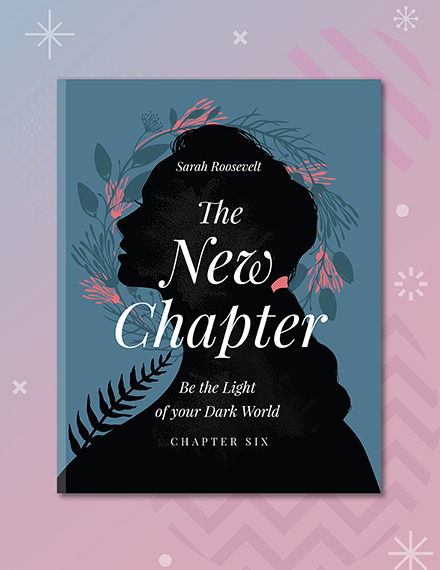 Sarah Roosevelt
The
New
Chapter
Be the Light
of your Dark World
CHAPTER SIX